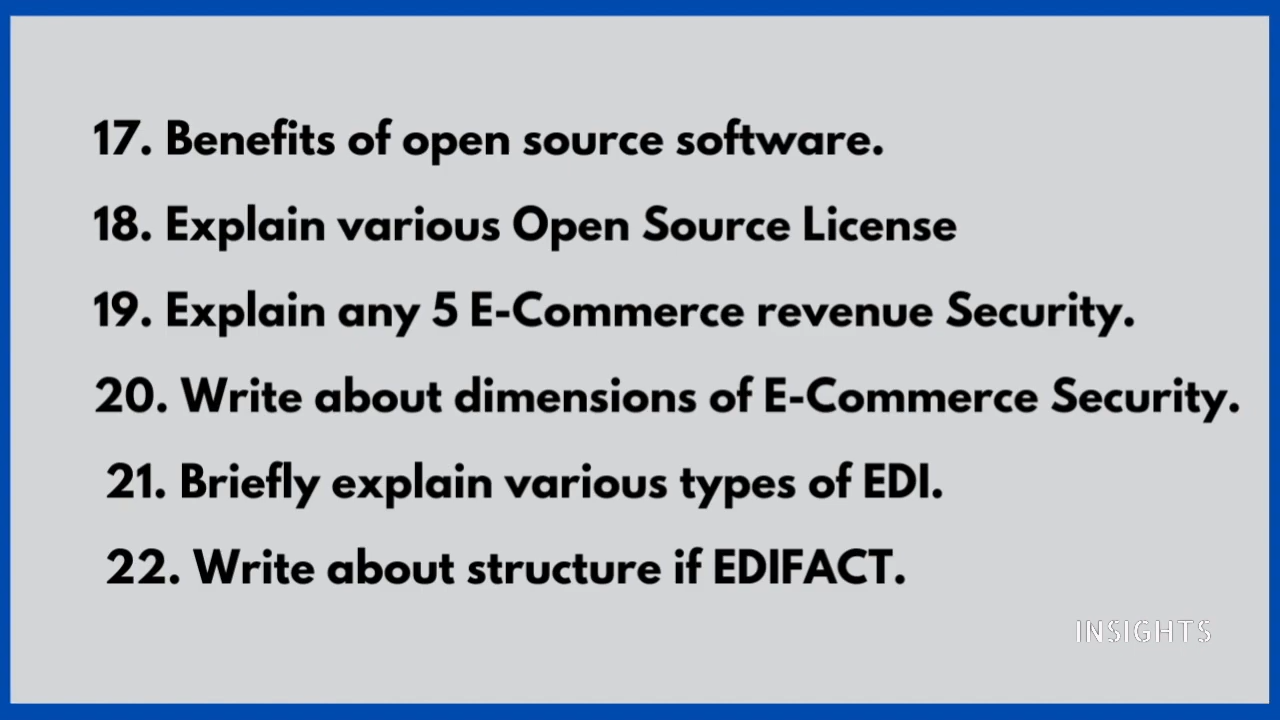 17. Benefits of open source software.
18. Explain various Open Source License
19. Explain any 5 E-Commerce revenue Security.
20. Write about dimensions of E-Commerce Security.
21. Briefly explain various types of EDI.
22. Write about structure if EDIFACT.
INSIGHTS